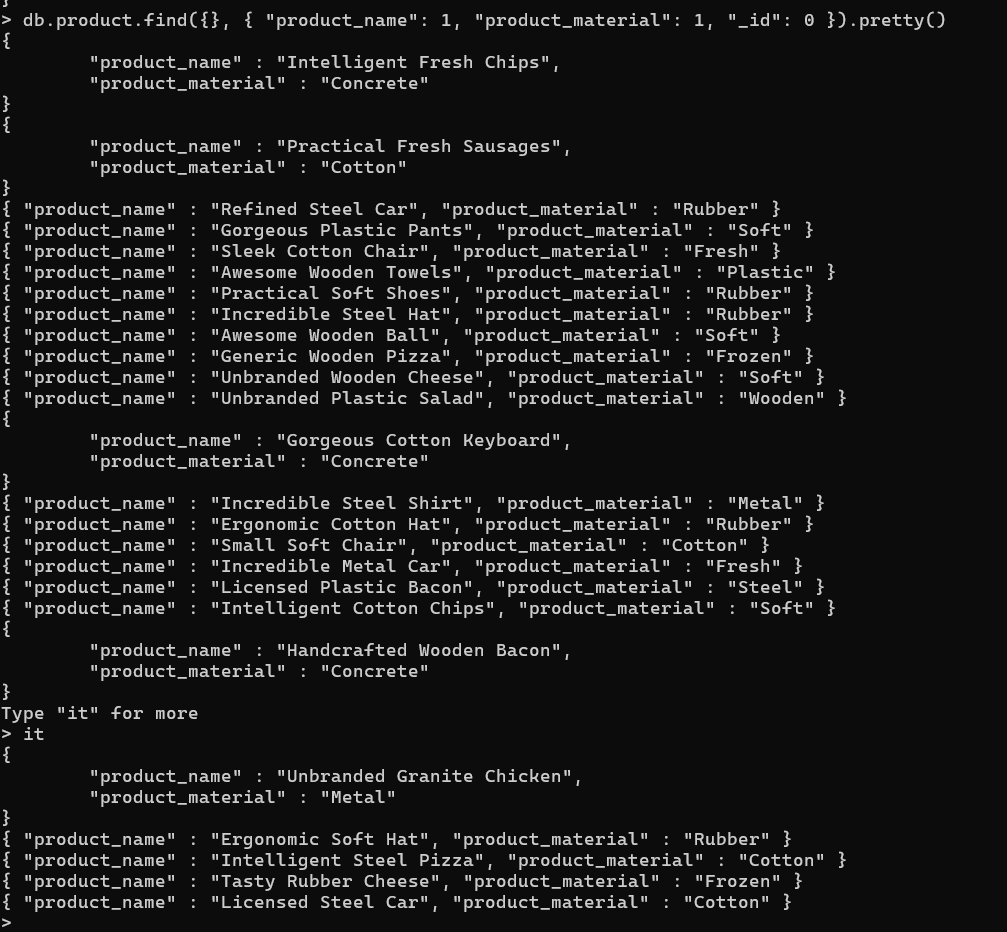 }
> db.product.find({}, { "product_name": 1, "product_material": 1, "_id": 0 }).pretty()
{
        "product_name" : "Intelligent Fresh Chips",
        "product_material" : "Concrete"
}
{
        "product_name" : "Practical Fresh Sausages",
        "product_material" : "Cotton"
}
{ "product_name" : "Refined Steel Car", "product_material" : "Rubber" }
{ "product_name" : "Gorgeous Plastic Pants", "product_material" : "Soft" }
{ "product_name" : "Sleek Cotton Chair", "product_material" : "Fresh" }
{ "product_name" : "Awesome Wooden Towels", "product_material" : "Plastic" }
{ "product_name" : "Practical Soft Shoes", "product_material" : "Rubber" }
{ "product_name" : "Incredible Steel Hat", "product_material" : "Rubber" }
{ "product_name" : "Awesome Wooden Ball", "product_material" : "Soft" }
{ "product_name" : "Generic Wooden Pizza", "product_material" : "Frozen" }
{ "product_name" : "Unbranded Wooden Cheese", "product_material" : "Soft" }
{ "product_name" : "Unbranded Plastic Salad", "product_material" : "Wooden" }
{
        "product_name" : "Gorgeous Cotton Keyboard",
        "product_material" : "Concrete"
}
{ "product_name" : "Incredible Steel Shirt", "product_material" : "Metal" }
{ "product_name" : "Ergonomic Cotton Hat", "product_material" : "Rubber" }
{ "product_name" : "Small Soft Chair", "product_material" : "Cotton" }
{ "product_name" : "Incredible Metal Car", "product_material" : "Fresh" }
{ "product_name" : "Licensed Plastic Bacon", "product_material" : "Steel" }
{ "product_name" : "Intelligent Cotton Chips", "product_material" : "Soft" }
{
        "product_name" : "Handcrafted Wooden Bacon",
        "product_material" : "Concrete"
}
Type "it" for more
> it
{
        "product_name" : "Unbranded Granite Chicken",
        "product_material" : "Metal"
}
{ "product_name" : "Ergonomic Soft Hat", "product_material" : "Rubber" }
{ "product_name" : "Intelligent Steel Pizza", "product_material" : "Cotton" }
{ "product_name" : "Tasty Rubber Cheese", "product_material" : "Frozen" }
{ "product_name" : "Licensed Steel Car", "product_material" : "Cotton" }
>